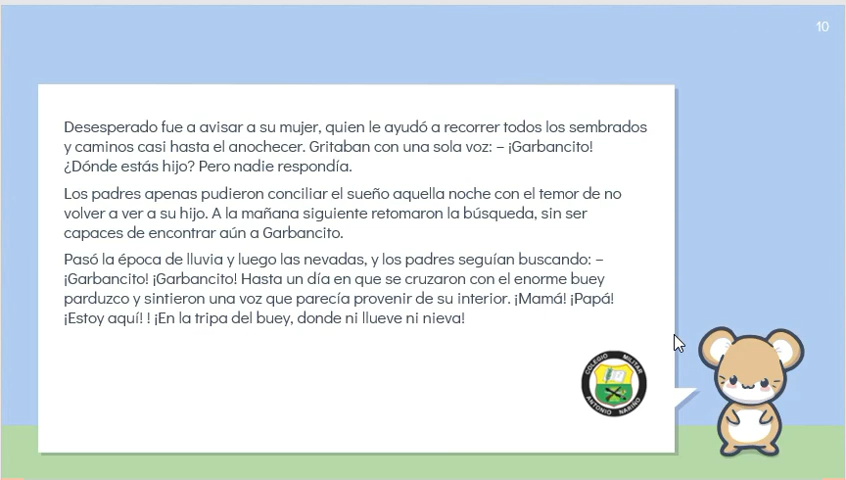 10
Desesperado fue a avisar a su mujer, quien le ayudó a recorrer todos los sembrados
y caminos casi hasta el anochecer. Gritaban con una sola voz: – ¡Garbancito!
¿Dónde estás hijo? Pero nadie respondía.
Los padres apenas pudieron conciliar el sueño aquella noche con el temor de no
volver a ver a su hijo. A la mañana siguiente retomaron la búsqueda, sin ser
capaces de encontrar aún a Garbancito.
Pasó la época de lluvia y luego las nevadas, y los padres seguían buscando: –
¡Garbancito! ¡Garbancito! Hasta un día en que se cruzaron con el enorme buey
parduzco y sintieron una voz que parecía provenir de su interior. ¡Mamá! ¡Papá!
¡Estoy aquí! ! ¡En la tripa del buey, donde ni llueve ni nieva!
COLEGIO MILITAR
ANTONIO NARIÑO